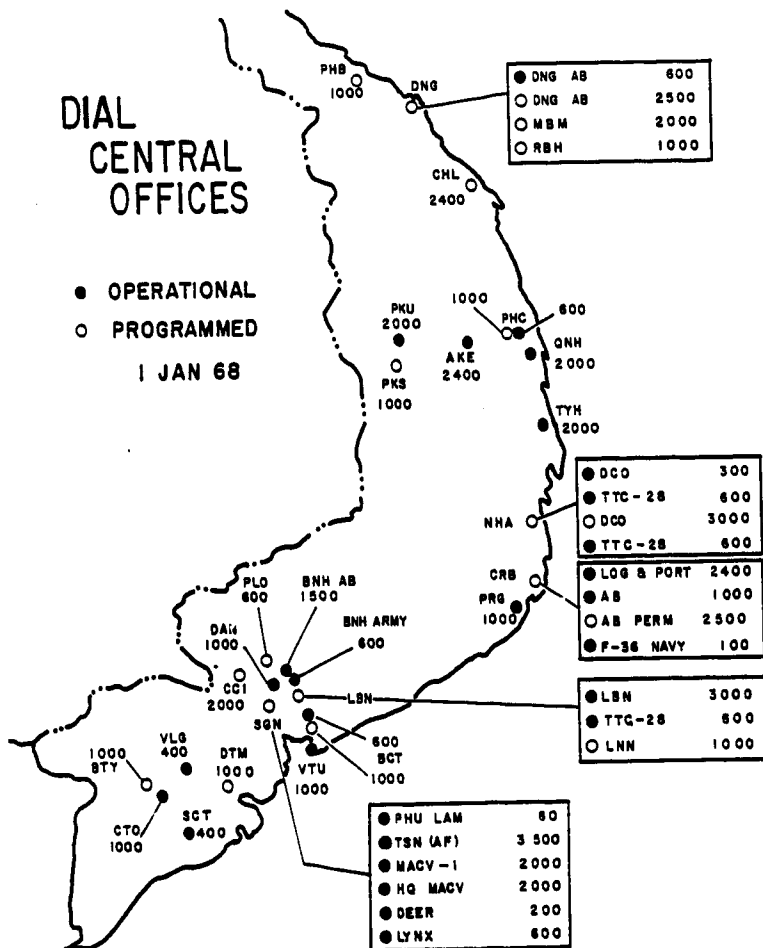 DIAL
CENTRAL
OFFICES
● OPERATIONAL
○ PROGRAMMED
1 JAN 68
PHB
1000
DNG
● DNG AB 600
○ DNG AB 2500
○ MBM 2000
○ RBH 1000
CHL
2400
PKU
2000
PKS
1000
AKE
2400
1000
PHC
600
QNH
2000
TYH
2000
NHA
● DCO 300
● TTC-28 600
○ DCO 3000
● TTC-28 600
CRB
● LOG & PORT 2400
● AB 1000
○ AB PERM 2500
● F-36 NAVY 100
PRG
1000
PLO
600
BNH AB
1500
BNH ARMY
600
1000
CCI
2000
SGN
LBN
● LBN 3000
● TTC-28 600
○ LNN 1000
600
BCT
1000
VTU
1000
VLG
400
DTM
1000
1000
BTY
CTO
1000
SCT
400
● PHU LAM 60
● TSN (AF) 3500
● MACV-1 2000
● HQ MACV 2000
● DEER 200
● LYNX 600